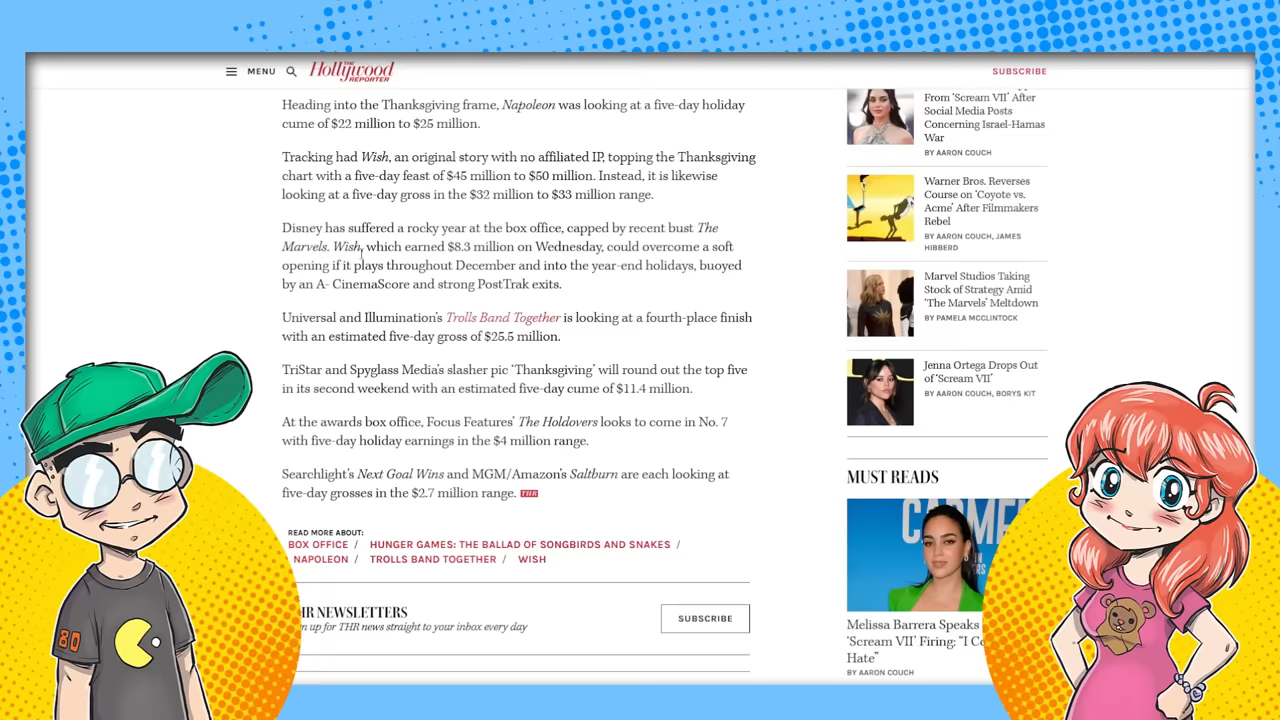 MENU
THE Hollywood REPORTER
SUBSCRIBE
Heading into the Thanksgiving frame, Napoleon was looking at a five-day holiday
cume of $22 million to $25 million.
Tracking had Wish, an original story with no affiliated IP, topping the Thanksgiving
chart with a five-day feast of $45 million to $50 million. Instead, it is likewise
looking at a five-day gross in the $32 million to $33 million range.
Disney has suffered a rocky year at the box office, capped by recent bust The
Marvels. Wish, which earned $8.3 million on Wednesday, could overcome a soft
opening if it plays throughout December and into the year-end holidays, buoyed
by an A- CinemaScore and strong PostTrak exits.
Universal and Illumination's Trolls Band Together is looking at a fourth-place finish
with an estimated five-day gross of $25.5 million.
TriStar and Spyglass Media's slasher pic 'Thanksgiving' will round out the top five
in its second weekend with an estimated five-day cume of $11.4 million.
At the awards box office, Focus Features' The Holdovers looks to come in No. 7
with five-day holiday earnings in the $4 million range.
Searchlight's Next Goal Wins and MGM/Amazon's Saltburn are each looking at
five-day grosses in the $2.7 million range. THR
READ MORE ABOUT:
BOX OFFICE / HUNGER GAMES: THE BALLAD OF SONGBIRDS AND SNAKES /
NAPOLEON / TROLLS BAND TOGETHER / WISH
HR NEWSLETTERS
n up for THR news straight to your inbox every day
SUBSCRIBE
From 'Scream VII' After
Social Media Posts
Concerning Israel-Hamas
War
BY AARON COUCH
Warner Bros. Reverses
Course on 'Coyote vs.
Acme' After Filmmakers
Rebel
BY AARON COUCH, JAMES
HIBBERD
Marvel Studios Taking
Stock of Strategy Amid
'The Marvels' Meltdown
BY PAMELA MCCLINTOCK
Jenna Ortega Drops Out
of 'Scream VII'
BY AARON COUCH, BORYS KIT
MUST READS
Melissa Barrera Speaks
'Scream VII' Firing: "I C
Hate"
BY AARON COUCH
80